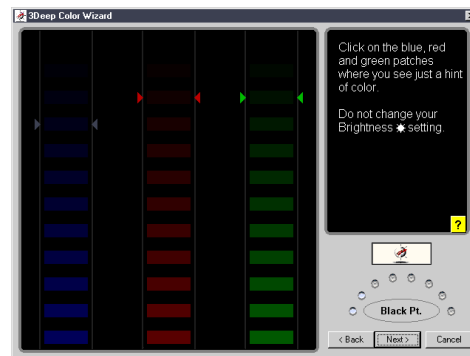 3Deep Color Wizard
Click on the blue, red
and green patches
where you see just a hint
of color.
Do not change your
Brightness setting.
?
Black Pt.
< Back
Next >
Cancel